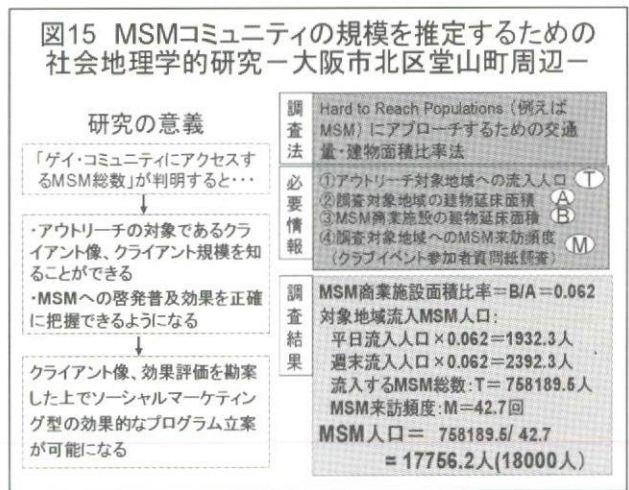 図15 MSMコミュニティの規模を推定するための
社会地理学的研究－大阪市北区堂山町周辺－
研究の意義
「ゲイ・コミュニティにアクセスす
るMSM総数」が判明すると・・・
・アウトリーチの対象であるクラ
イアント像、クライアント規模を知
ることができる
・MSMへの啓発普及効果を正確
に把握できるようになる
クライアント像、効果評価を勘案
した上でソーシャルマーケティン
グ型の効果的なプログラム立案
が可能になる
調査法
Hard to Reach Populations（例えば
MSM）にアプローチするための交通
量・建物面積比率法
必要情報
①アウトリーチ対象地域への流入人口 T
②調査対象地域の建物延床面積 A
③MSM商業施設の建物延床面積 B
④調査対象地域へのMSM来訪頻度 M
（クラブイベント参加者質問紙調査）
調査結果
MSM商業施設面積比率＝B/A＝0.062
対象地域流入MSM人口：
平日流入人口×0.062＝1932.3人
週末流入人口×0.062＝2392.3人
流入するMSM総数：T＝ 758189.5人
MSM来訪頻度：M＝42.7回
MSM人口＝ 758189.5/ 42.7
= 17756.2人(18000人）